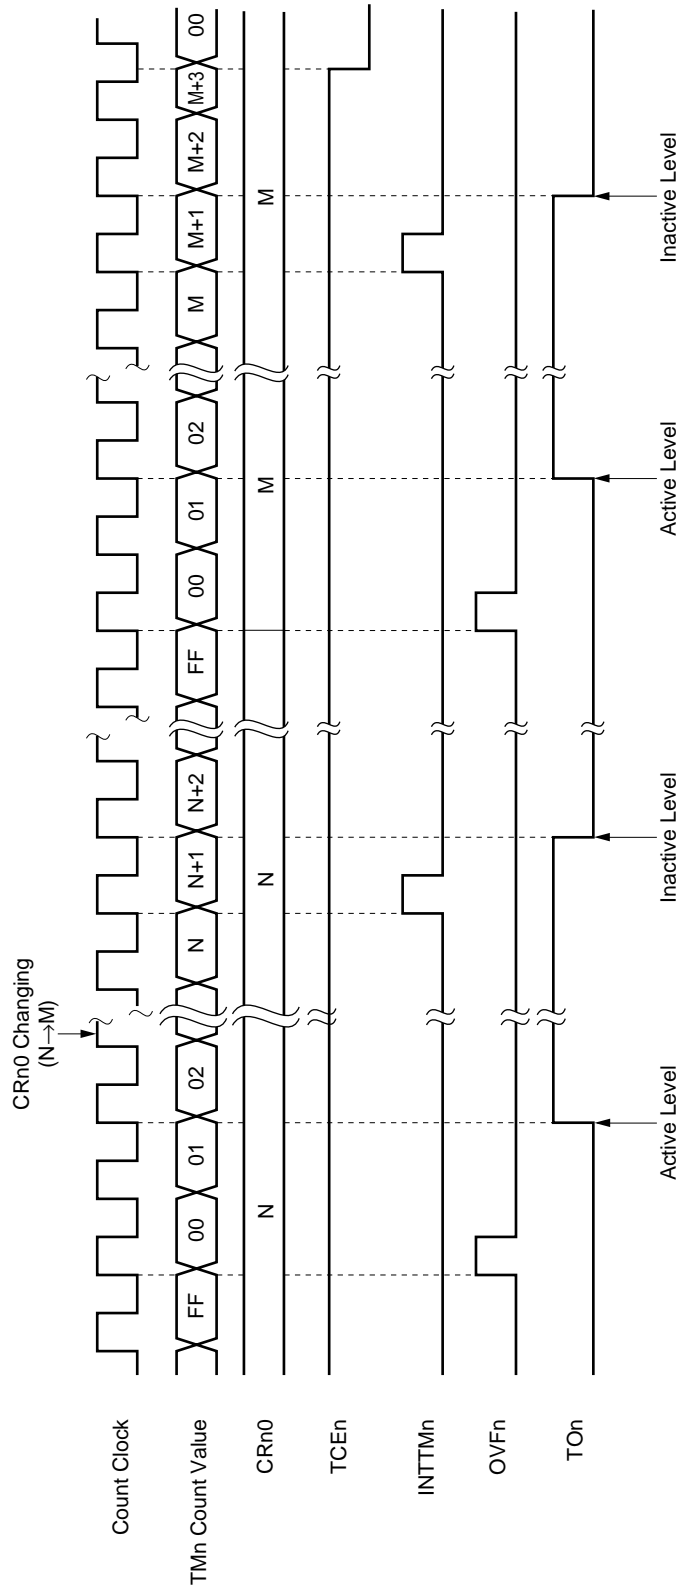 CRn0 Changing
(N→M)
Count Clock
TMn Count Value FF 00 01 02 N N+1 N+2 FF 00 01 02 M M+1 M+2 M+3 00
CRn0 N N M M
TCEn
INTTMn
OVFn
TOn
Active Level Inactive Level Active Level Inactive Level